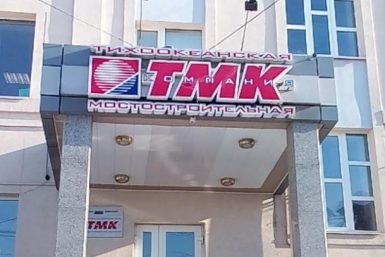 ТИХООКЕАНСКАЯ
ТМК
КОМПАНИЯ
МОСТОСТРОИТЕЛЬНАЯ
ТМК